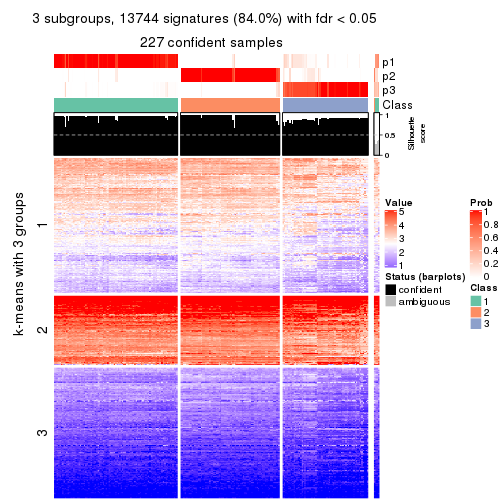 3 subgroups, 13744 signatures (84.0%) with fdr < 0.05
227 confident samples
p1
p2
p3
Class
1
0.5
0
Silhouette
score
k-means with 3 groups
1
2
3
Value
5
4
3
2
1
Status (barplots)
confident
ambiguous
Prob
1
0.8
0.6
0.4
0.2
0
Class
1
2
3